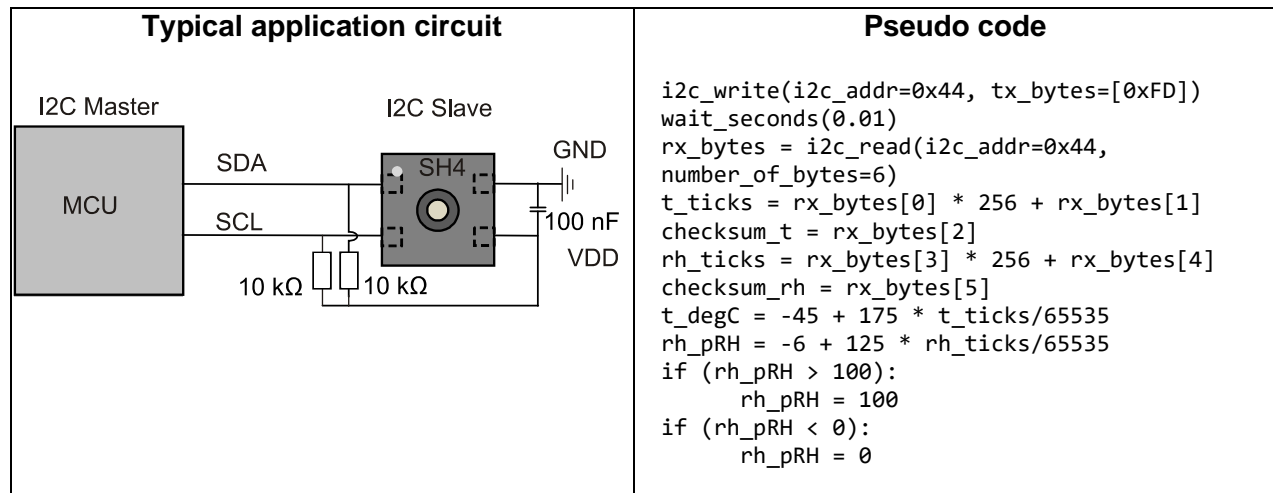 Typical application circuit
I2C Master
I2C Slave
MCU
SDA
SCL
SH4
GND
100 nF
VDD
10 kΩ
10 kΩ
Pseudo code
i2c_write(i2c_addr=0x44, tx_bytes=[0xFD])
wait_seconds(0.01)
rx_bytes = i2c_read(i2c_addr=0x44,
number_of_bytes=6)
t_ticks = rx_bytes[0] * 256 + rx_bytes[1]
checksum_t = rx_bytes[2]
rh_ticks = rx_bytes[3] * 256 + rx_bytes[4]
checksum_rh = rx_bytes[5]
t_degC = -45 + 175 * t_ticks/65535
rh_pRH = -6 + 125 * rh_ticks/65535
if (rh_pRH > 100):
rh_pRH = 100
if (rh_pRH < 0):
rh_pRH = 0